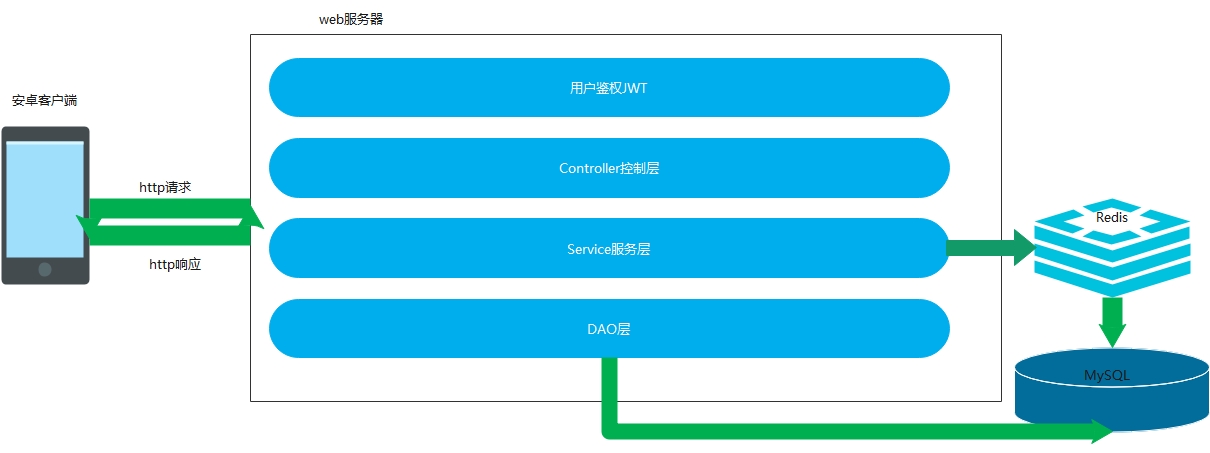 web服务器
安卓客户端
用户鉴权JWT
Controller控制层
http请求
Service服务层
http响应
DAO层
Redis
MySQL